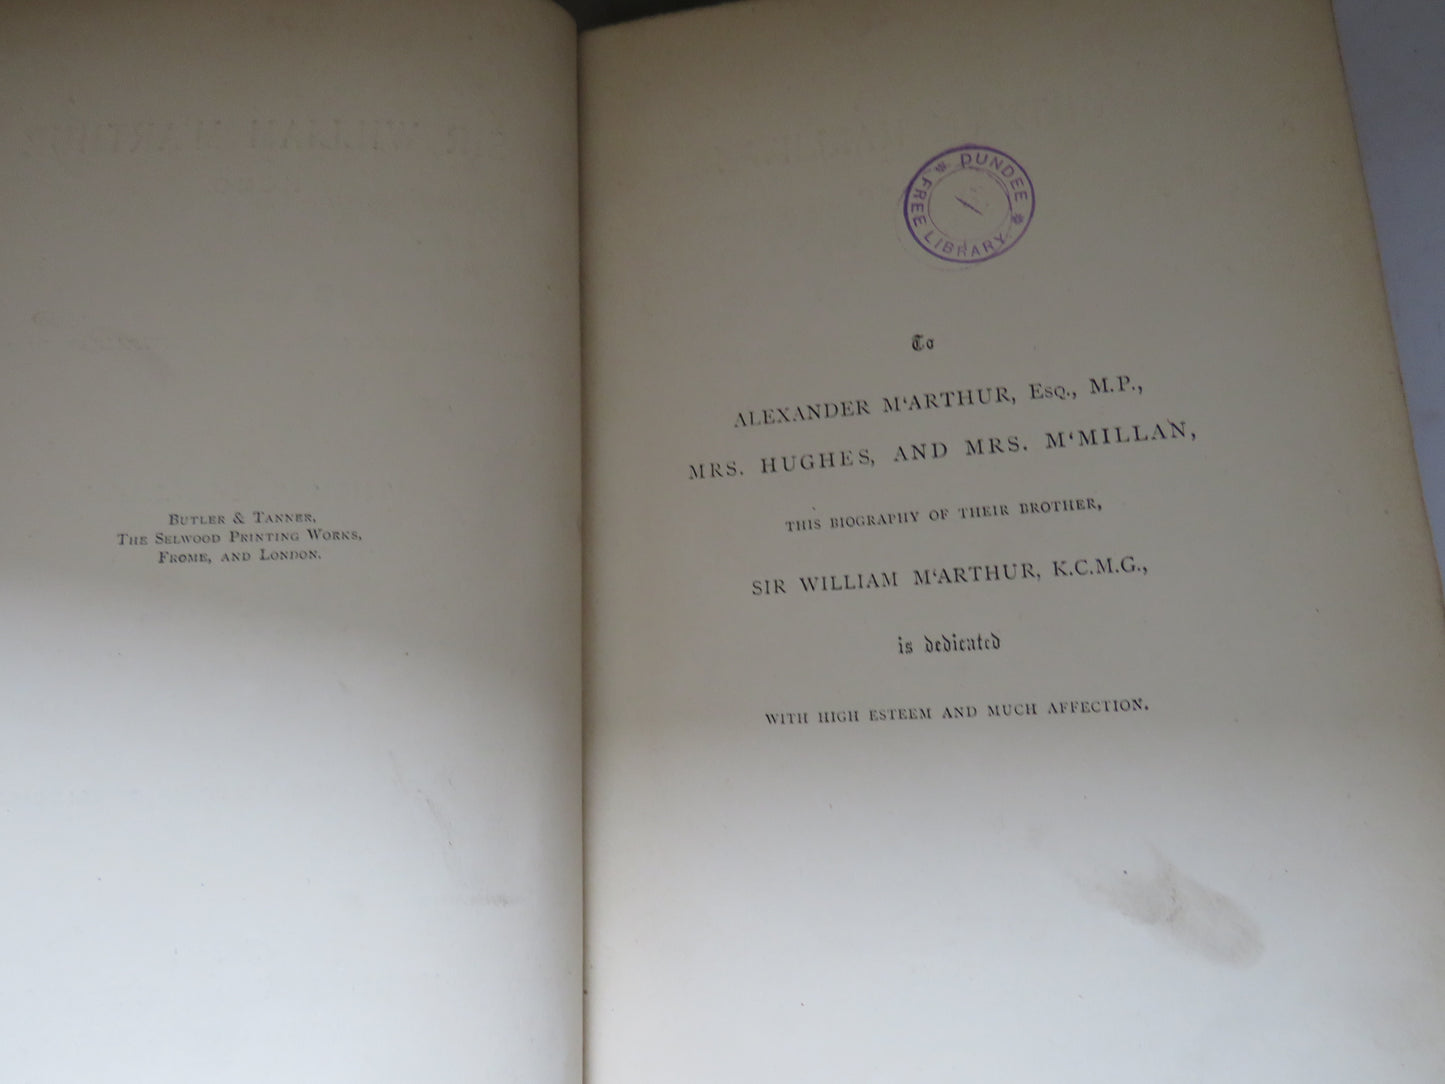 BUTLER & TANNER,
THE SELWOOD PRINTING WORKS,
FROME, AND LONDON.
DUNDEE
FREE LIBRARY
To
ALEXANDER M‘ARTHUR, ESQ., M.P.,
MRS. HUGHES, AND MRS. M‘MILLAN,
THIS BIOGRAPHY OF THEIR BROTHER,
SIR WILLIAM M‘ARTHUR, K.C.M.G.,
is dedicated
WITH HIGH ESTEEM AND MUCH AFFECTION.